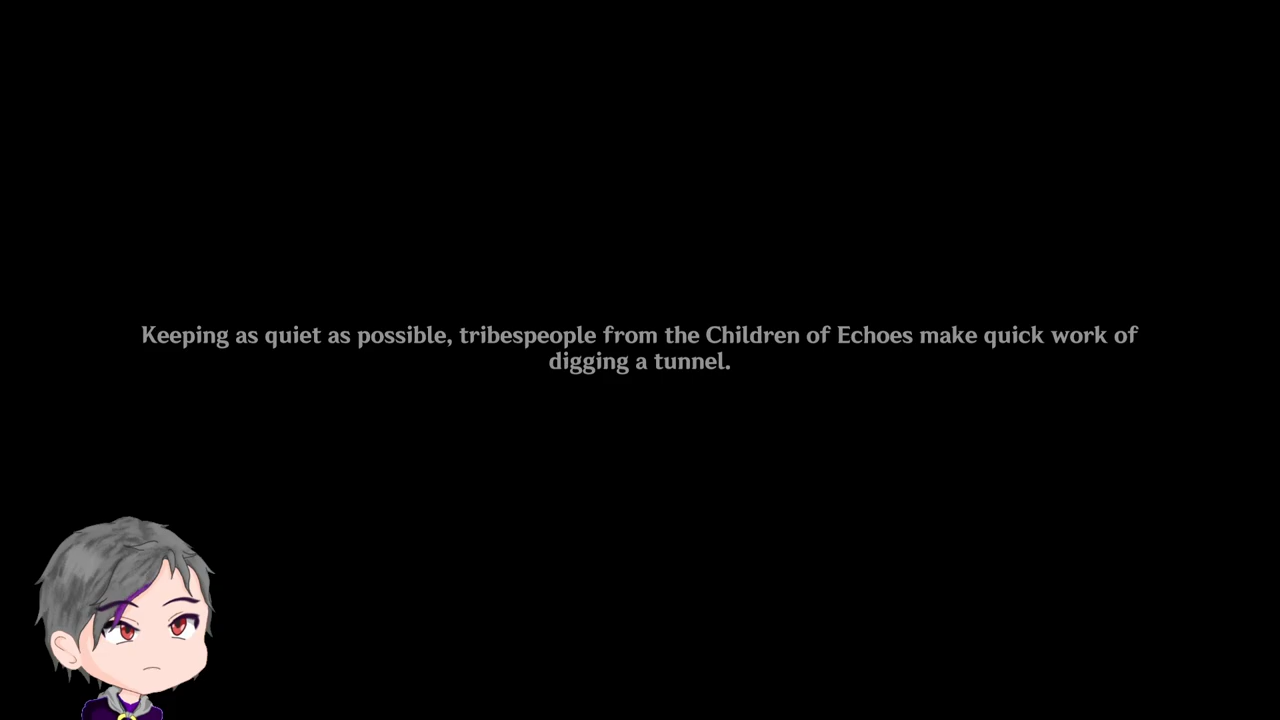 Keeping as quiet as possible, tribespeople from the Children of Echoes make quick work of
digging a tunnel.